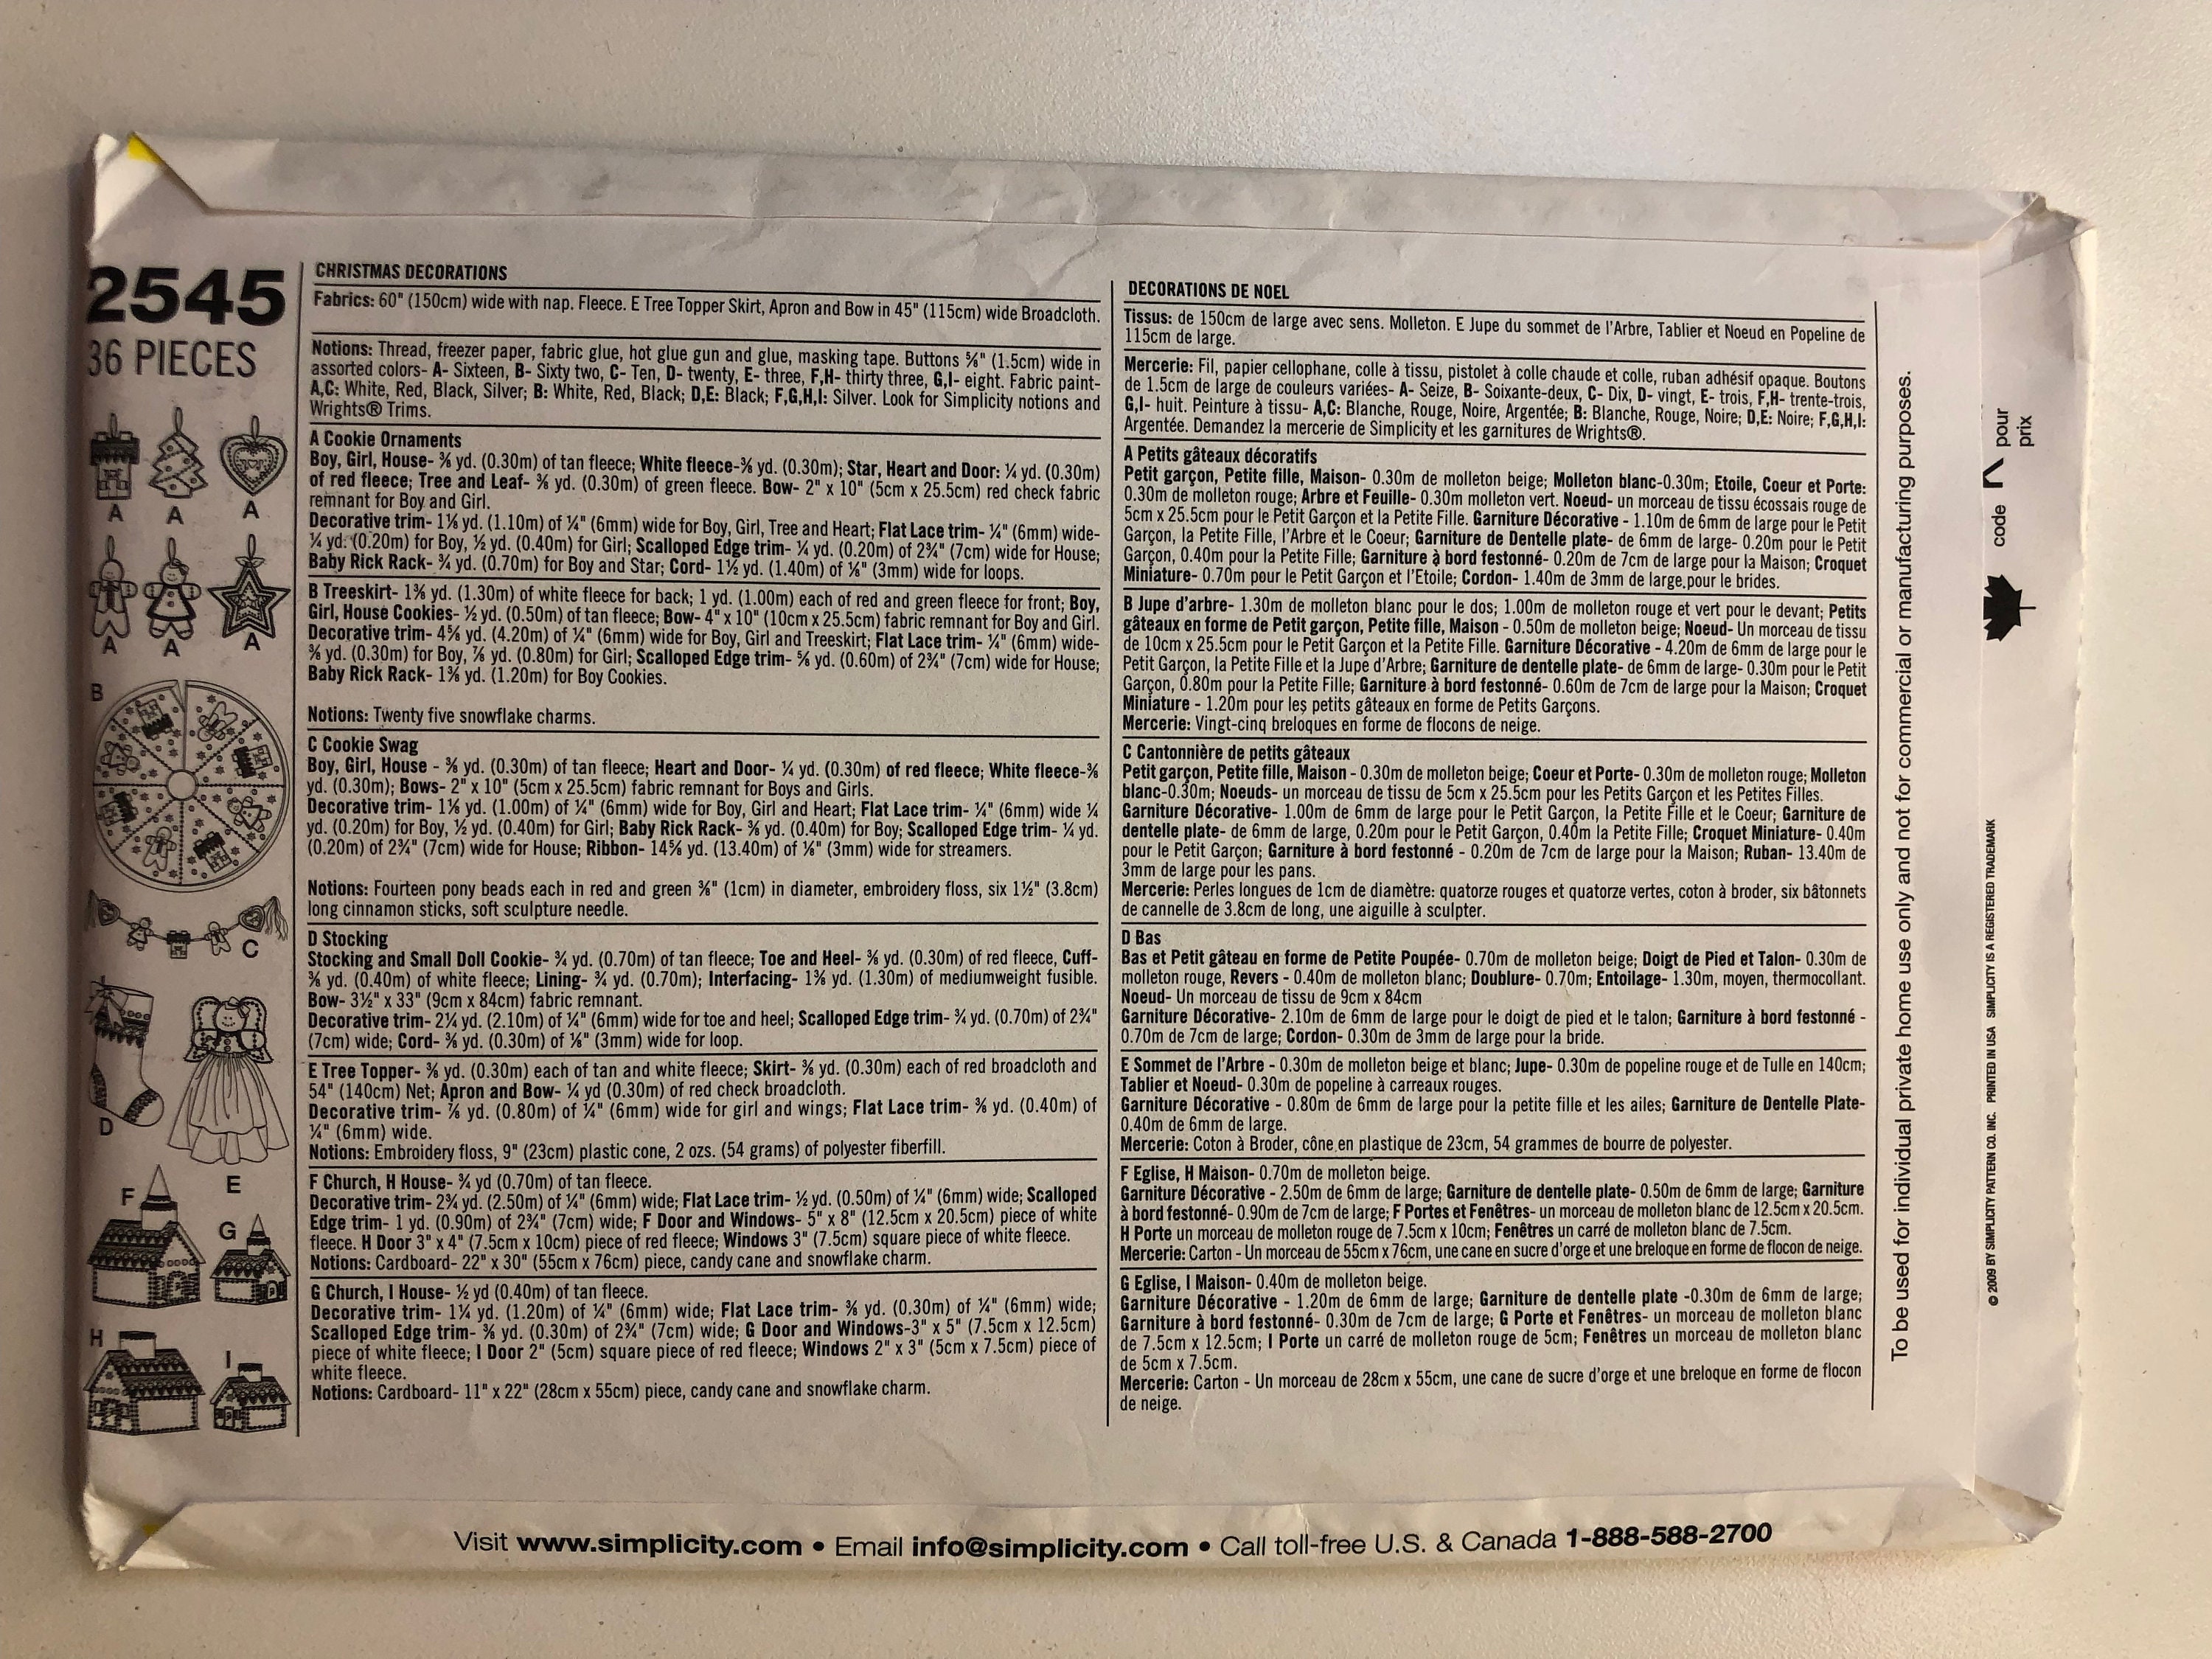 2545
36 PIECES
A A A
A A A
B
C
D
E
F
G
H
I
CHRISTMAS DECORATIONS
Fabrics: 60" (150cm) wide with nap. Fleece. E Tree Topper Skirt, Apron and Bow in 45" (115cm) wide Broadcloth.
Notions: Thread, freezer paper, fabric glue, hot glue gun and glue, masking tape. Buttons ⅝" (1.5cm) wide in
assorted colors- A- Sixteen, B- Sixty two, C- Ten, D- twenty, E- three, F,H- thirty three, G,I- eight. Fabric paint-
A,C: White, Red, Black, Silver; B: White, Red, Black; D,E: Black; F,G,H,I: Silver. Look for Simplicity notions and
Wrights® Trims.
A Cookie Ornaments
Boy, Girl, House- ⅜ yd. (0.30m) of tan fleece; White fleece-⅜ yd. (0.30m); Star, Heart and Door: ¼ yd. (0.30m)
of red fleece; Tree and Leaf- ⅜ yd. (0.30m) of green fleece. Bow- 2" x 10" (5cm x 25.5cm) red check fabric
remnant for Boy and Girl.
Decorative trim- 1⅛ yd. (1.10m) of ¼" (6mm) wide for Boy, Girl, Tree and Heart; Flat Lace trim- ¼" (6mm) wide-
¼ yd. (0.20m) for Boy, ½ yd. (0.40m) for Girl; Scalloped Edge trim- ¼ yd. (0.20m) of 2¾" (7cm) wide for House;
Baby Rick Rack- ¾ yd. (0.70m) for Boy and Star; Cord- 1½ yd. (1.40m) of ⅛" (3mm) wide for loops.
B Treeskirt- 1⅜ yd. (1.30m) of white fleece for back; 1 yd. (1.00m) each of red and green fleece for front; Boy,
Girl, House Cookies- ½ yd. (0.50m) of tan fleece; Bow- 4" x 10" (10cm x 25.5cm) fabric remnant for Boy and Girl.
Decorative trim- 4⅝ yd. (4.20m) of ¼" (6mm) wide for Boy, Girl and Treeskirt; Flat Lace trim- ¼" (6mm) wide-
⅜ yd. (0.30m) for Boy, ⅞ yd. (0.80m) for Girl; Scalloped Edge trim- ⅝ yd. (0.60m) of 2¾" (7cm) wide for House;
Baby Rick Rack- 1⅜ yd. (1.20m) for Boy Cookies.
Notions: Twenty five snowflake charms.
C Cookie Swag
Boy, Girl, House - ⅜ yd. (0.30m) of tan fleece; Heart and Door- ¼ yd. (0.30m) of red fleece; White fleece-⅜
yd. (0.30m); Bows- 2" x 10" (5cm x 25.5cm) fabric remnant for Boys and Girls.
Decorative trim- 1⅛ yd. (1.00m) of ¼" (6mm) wide for Boy, Girl and Heart; Flat Lace trim- ¼" (6mm) wide ¼
yd. (0.20m) for Boy, ½ yd. (0.40m) for Girl; Baby Rick Rack- ⅜ yd. (0.40m) for Boy; Scalloped Edge trim- ¼ yd.
(0.20m) of 2¾" (7cm) wide for House; Ribbon- 14⅝ yd. (13.40m) of ⅛" (3mm) wide for streamers.
Notions: Fourteen pony beads each in red and green ⅜" (1cm) in diameter, embroidery floss, six 1½" (3.8cm)
long cinnamon sticks, soft sculpture needle.
D Stocking
Stocking and Small Doll Cookie- ¾ yd. (0.70m) of tan fleece; Toe and Heel- ⅜ yd. (0.30m) of red fleece, Cuff-
⅜ yd. (0.40m) of white fleece; Lining- ¾ yd. (0.70m); Interfacing- 1⅜ yd. (1.30m) of mediumweight fusible.
Bow- 3½" x 33" (9cm x 84cm) fabric remnant.
Decorative trim- 2¼ yd. (2.10m) of ¼" (6mm) wide for toe and heel; Scalloped Edge trim- ¾ yd. (0.70m) of 2¾"
(7cm) wide; Cord- ⅜ yd. (0.30m) of ⅛" (3mm) wide for loop.
E Tree Topper- ⅜ yd. (0.30m) each of tan and white fleece; Skirt- ⅜ yd. (0.30m) each of red broadcloth and
54" (140cm) Net; Apron and Bow- ¼ yd (0.30m) of red check broadcloth.
Decorative trim- ⅞ yd. (0.80m) of ¼" (6mm) wide for girl and wings; Flat Lace trim- ⅜ yd. (0.40m) of
¼" (6mm) wide.
Notions: Embroidery floss, 9" (23cm) plastic cone, 2 ozs. (54 grams) of polyester fiberfill.
F Church, H House- ¾ yd (0.70m) of tan fleece.
Decorative trim- 2¾ yd. (2.50m) of ¼" (6mm) wide; Flat Lace trim- ½ yd. (0.50m) of ¼" (6mm) wide; Scalloped
Edge trim- 1 yd. (0.90m) of 2¾" (7cm) wide; F Door and Windows- 5" x 8" (12.5cm x 20.5cm) piece of white
fleece. H Door 3" x 4" (7.5cm x 10cm) piece of red fleece; Windows 3" (7.5cm) square piece of white fleece.
Notions: Cardboard- 22" x 30" (55cm x 76cm) piece, candy cane and snowflake charm.
G Church, I House- ½ yd (0.40m) of tan fleece.
Decorative trim- 1¼ yd. (1.20m) of ¼" (6mm) wide; Flat Lace trim- ⅜ yd. (0.30m) of ¼" (6mm) wide;
Scalloped Edge trim- ⅜ yd. (0.30m) of 2¾" (7cm) wide; G Door and Windows-3" x 5" (7.5cm x 12.5cm)
piece of white fleece; I Door 2" (5cm) square piece of red fleece; Windows 2" x 3" (5cm x 7.5cm) piece of
white fleece.
Notions: Cardboard- 11" x 22" (28cm x 55cm) piece, candy cane and snowflake charm.
DECORATIONS DE NOEL
Tissus: de 150cm de large avec sens. Molleton. E Jupe du sommet de l'Arbre, Tablier et Noeud en Popeline de
115cm de large.
Mercerie: Fil, papier cellophane, colle à tissu, pistolet à colle chaude et colle, ruban adhésif opaque. Boutons
de 1.5cm de large de couleurs variées- A- Seize, B- Soixante-deux, C- Dix, D- vingt, E- trois, F,H- trente-trois,
G,I- huit. Peinture à tissu- A,C: Blanche, Rouge, Noire, Argentée; B: Blanche, Rouge, Noire; D,E: Noire; F,G,H,I:
Argentée. Demandez la mercerie de Simplicity et les garnitures de Wrights®.
A Petits gâteaux décoratifs
Petit garçon, Petite fille, Maison- 0.30m de molleton beige; Molleton blanc-0.30m; Etoile, Coeur et Porte:
0.30m de molleton rouge; Arbre et Feuille- 0.30m molleton vert. Noeud- un morceau de tissu écossais rouge de
5cm x 25.5cm pour le Petit Garçon et la Petite Fille. Garniture Décorative - 1.10m de 6mm de large pour le Petit
Garçon, la Petite Fille, l'Arbre et le Coeur; Garniture de Dentelle plate- de 6mm de large- 0.20m pour le Petit
Garçon, 0.40m pour la Petite Fille; Garniture à bord festonné- 0.20m de 7cm de large pour la Maison; Croquet
Miniature- 0.70m pour le Petit Garçon et l'Etoile; Cordon- 1.40m de 3mm de large.pour le brides.
B Jupe d'arbre- 1.30m de molleton blanc pour le dos; 1.00m de molleton rouge et vert pour le devant; Petits
gâteaux en forme de Petit garçon, Petite fille, Maison - 0.50m de molleton beige; Noeud- Un morceau de tissu
de 10cm x 25.5cm pour le Petit Garçon et la Petite Fille. Garniture Décorative - 4.20m de 6mm de large pour le
Petit Garçon, la Petite Fille et la Jupe d'Arbre; Garniture de dentelle plate- de 6mm de large- 0.30m pour le Petit
Garçon, 0.80m pour la Petite Fille; Garniture à bord festonné- 0.60m de 7cm de large pour la Maison; Croquet
Miniature - 1.20m pour les petits gâteaux en forme de Petits Garçons.
Mercerie: Vingt-cinq breloques en forme de flocons de neige.
C Cantonnière de petits gâteaux
Petit garçon, Petite fille, Maison - 0.30m de molleton beige; Coeur et Porte- 0.30m de molleton rouge; Molleton
blanc-0.30m; Noeuds- un morceau de tissu de 5cm x 25.5cm pour les Petits Garçon et les Petites Filles.
Garniture Décorative- 1.00m de 6mm de large pour le Petit Garçon, la Petite Fille et le Coeur; Garniture de
dentelle plate- de 6mm de large, 0.20m pour le Petit Garçon, 0.40m la Petite Fille; Croquet Miniature- 0.40m
pour le Petit Garçon; Garniture à bord festonné - 0.20m de 7cm de large pour la Maison; Ruban- 13.40m de
3mm de large pour les pans.
Mercerie: Perles longues de 1cm de diamètre: quatorze rouges et quatorze vertes, coton à broder, six bâtonnets
de cannelle de 3.8cm de long, une aiguille à sculpter.
D Bas
Bas et Petit gâteau en forme de Petite Poupée- 0.70m de molleton beige; Doigt de Pied et Talon- 0.30m de
molleton rouge, Revers - 0.40m de molleton blanc; Doublure- 0.70m; Entoilage- 1.30m, moyen, thermocollant.
Noeud- Un morceau de tissu de 9cm x 84cm
Garniture Décorative- 2.10m de 6mm de large pour le doigt de pied et le talon; Garniture à bord festonné -
0.70m de 7cm de large; Cordon- 0.30m de 3mm de large pour la bride.
E Sommet de l'Arbre - 0.30m de molleton beige et blanc; Jupe- 0.30m de popeline rouge et de Tulle en 140cm;
Tablier et Noeud- 0.30m de popeline à carreaux rouges.
Garniture Décorative - 0.80m de 6mm de large pour la petite fille et les ailes; Garniture de Dentelle Plate-
0.40m de 6mm de large.
Mercerie: Coton à Broder, cône en plastique de 23cm, 54 grammes de bourre de polyester.
F Eglise, H Maison- 0.70m de molleton beige.
Garniture Décorative - 2.50m de 6mm de large; Garniture de dentelle plate- 0.50m de 6mm de large; Garniture
à bord festonné- 0.90m de 7cm de large; F Portes et Fenêtres- un morceau de molleton blanc de 12.5cm x 20.5cm.
H Porte un morceau de molleton rouge de 7.5cm x 10cm; Fenêtres un carré de molleton blanc de 7.5cm.
Mercerie: Carton - Un morceau de 55cm x 76cm, une cane en sucre d'orge et une breloque en forme de flocon de neige.
G Eglise, I Maison- 0.40m de molleton beige.
Garniture Décorative - 1.20m de 6mm de large; Garniture de dentelle plate -0.30m de 6mm de large;
Garniture à bord festonné- 0.30m de 7cm de large; G Porte et Fenêtres- un morceau de molleton blanc
de 7.5cm x 12.5cm; I Porte un carré de molleton rouge de 5cm; Fenêtres un morceau de molleton blanc
de 5cm x 7.5cm.
Mercerie: Carton - Un morceau de 28cm x 55cm, une cane de sucre d'orge et une breloque en forme de flocon
de neige.
To be used for individual private home use only and not for commercial or manufacturing purposes.
code pour
prix
© 2009 BY SIMPLICITY PATTERN CO. INC. PRINTED IN USA SIMPLICITY IS A REGISTERED TRADEMARK
Visit www.simplicity.com • Email info@simplicity.com • Call toll-free U.S. & Canada 1-888-588-2700